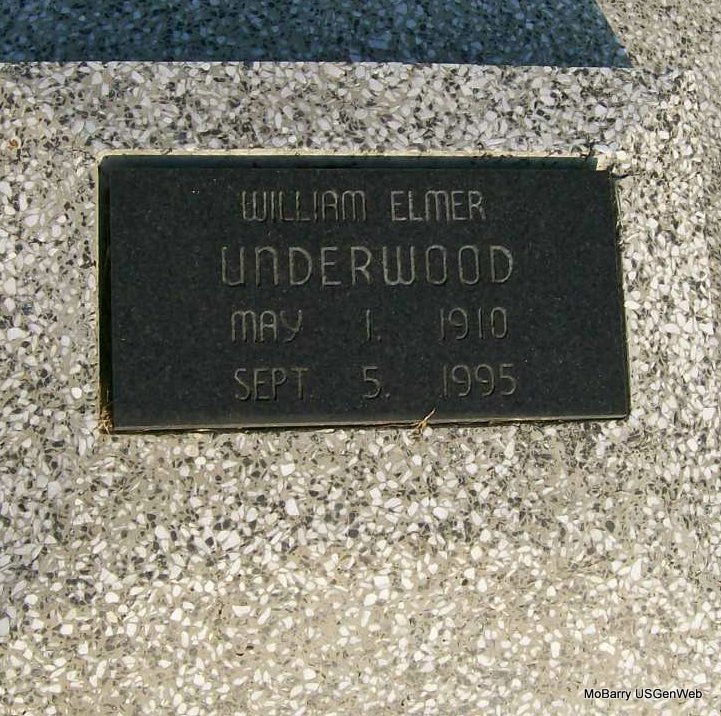 WILLIAM ELMER
UNDERWOOD
MAY 1, 1910
SEPT. 5, 1995
MoBarry USGenWeb